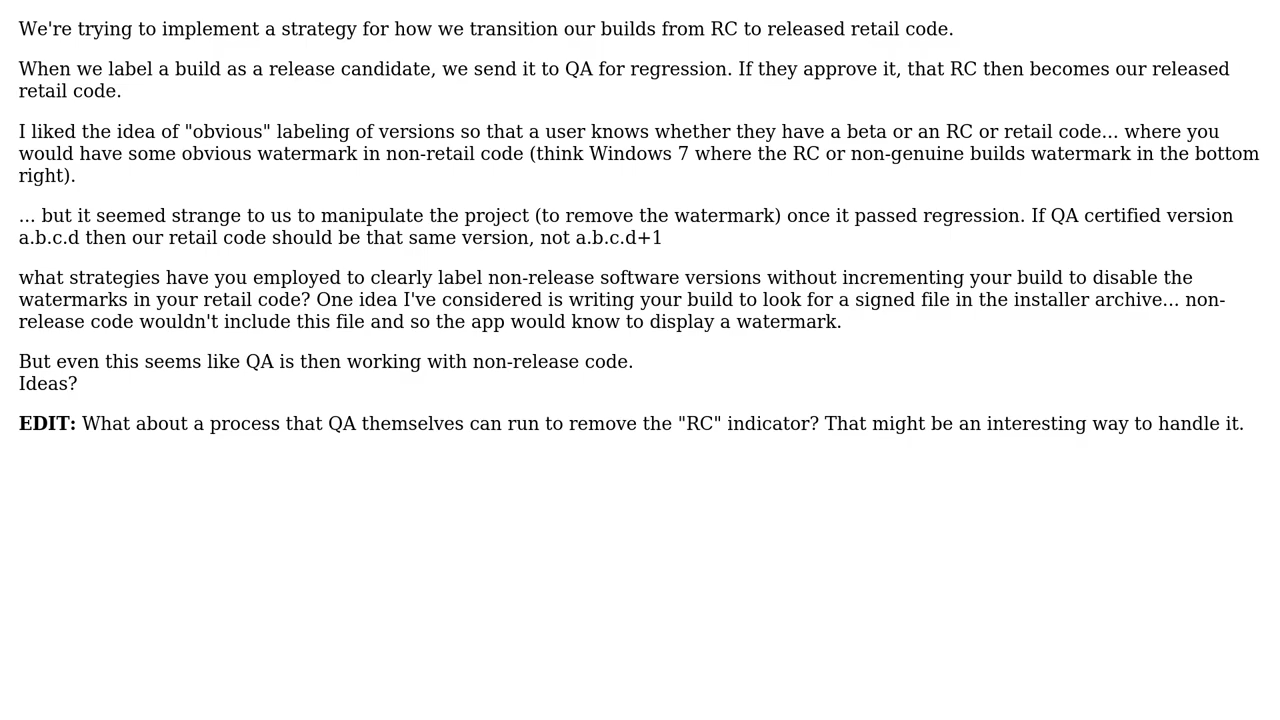 We're trying to implement a strategy for how we transition our builds from RC to released retail code.
When we label a build as a release candidate, we send it to QA for regression. If they approve it, that RC then becomes our released
retail code.
I liked the idea of "obvious" labeling of versions so that a user knows whether they have a beta or an RC or retail code... where you
would have some obvious watermark in non-retail code (think Windows 7 where the RC or non-genuine builds watermark in the bottom
right).
... but it seemed strange to us to manipulate the project (to remove the watermark) once it passed regression. If QA certified version
a.b.c.d then our retail code should be that same version, not a.b.c.d+1
what strategies have you employed to clearly label non-release software versions without incrementing your build to disable the
watermarks in your retail code? One idea I've considered is writing your build to look for a signed file in the installer archive... non-
release code wouldn't include this file and so the app would know to display a watermark.
But even this seems like QA is then working with non-release code.
Ideas?
EDIT: What about a process that QA themselves can run to remove the "RC" indicator? That might be an interesting way to handle it.